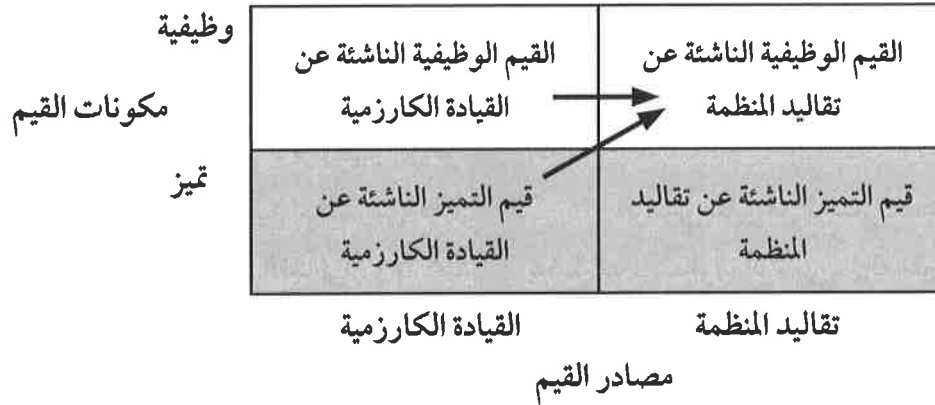 وظيفية
القيم الوظيفية الناشئة عن
القيادة الكارزمية
القيم الوظيفية الناشئة عن
تقاليد المنظمة
مكونات القيم
تميز
قيم التميز الناشئة عن
القيادة الكارزمية
قيم التميز الناشئة عن تقاليد
المنظمة
القيادة الكارزمية
تقاليد المنظمة
مصادر القيم